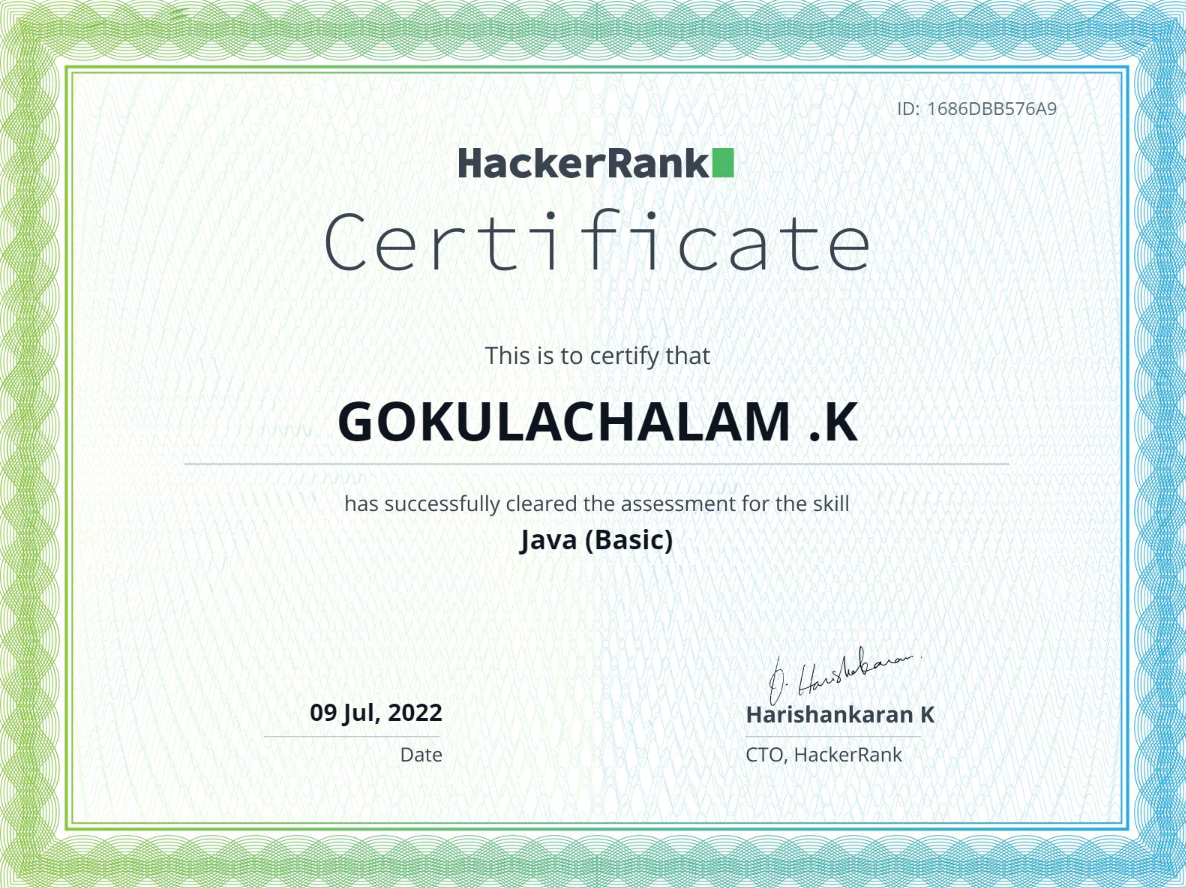 ID: 1686DBB576A9
HackerRank
Certificate
This is to certify that
GOKULACHALAM .K
has successfully cleared the assessment for the skill
Java (Basic)
09 Jul, 2022
Date
Harishankaran
Harishankaran K
CTO, HackerRank